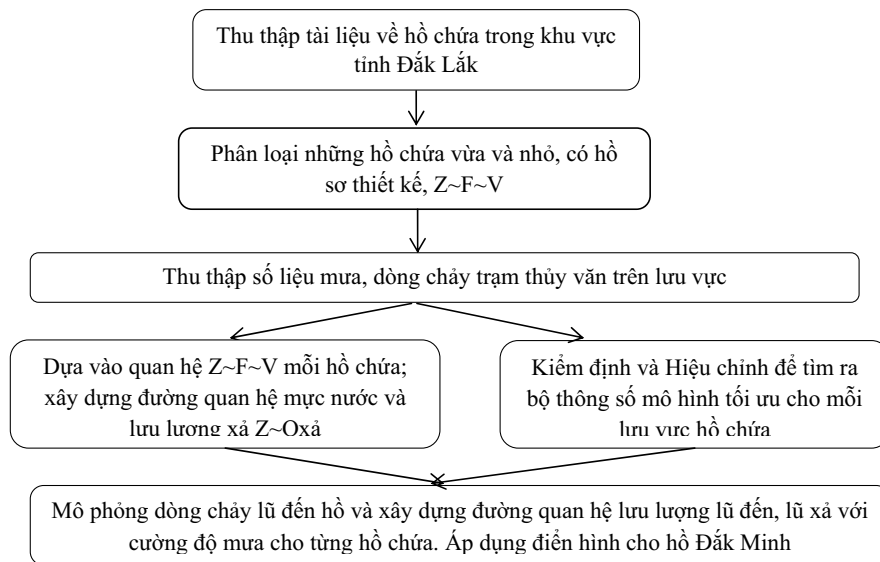 Thu thập tài liệu về hồ chứa trong khu vực
tỉnh Đắk Lắk
Phân loại những hồ chứa vừa và nhỏ, có hồ
sơ thiết kế, Z~F~V
Thu thập số liệu mưa, dòng chảy trạm thủy văn trên lưu vực
Dựa vào quan hệ Z~F~V mỗi hồ chứa;
xây dựng đường quan hệ mực nước và
lưu lượng xả Z~Qxả
Kiểm định và Hiệu chỉnh để tìm ra
bộ thông số mô hình tối ưu cho mỗi
lưu vực hồ chứa
Mô phỏng dòng chảy lũ đến hồ và xây dựng đường quan hệ lưu lượng lũ đến, lũ xả với
cường độ mưa cho từng hồ chứa. Áp dụng điển hình cho hồ Đắk Minh